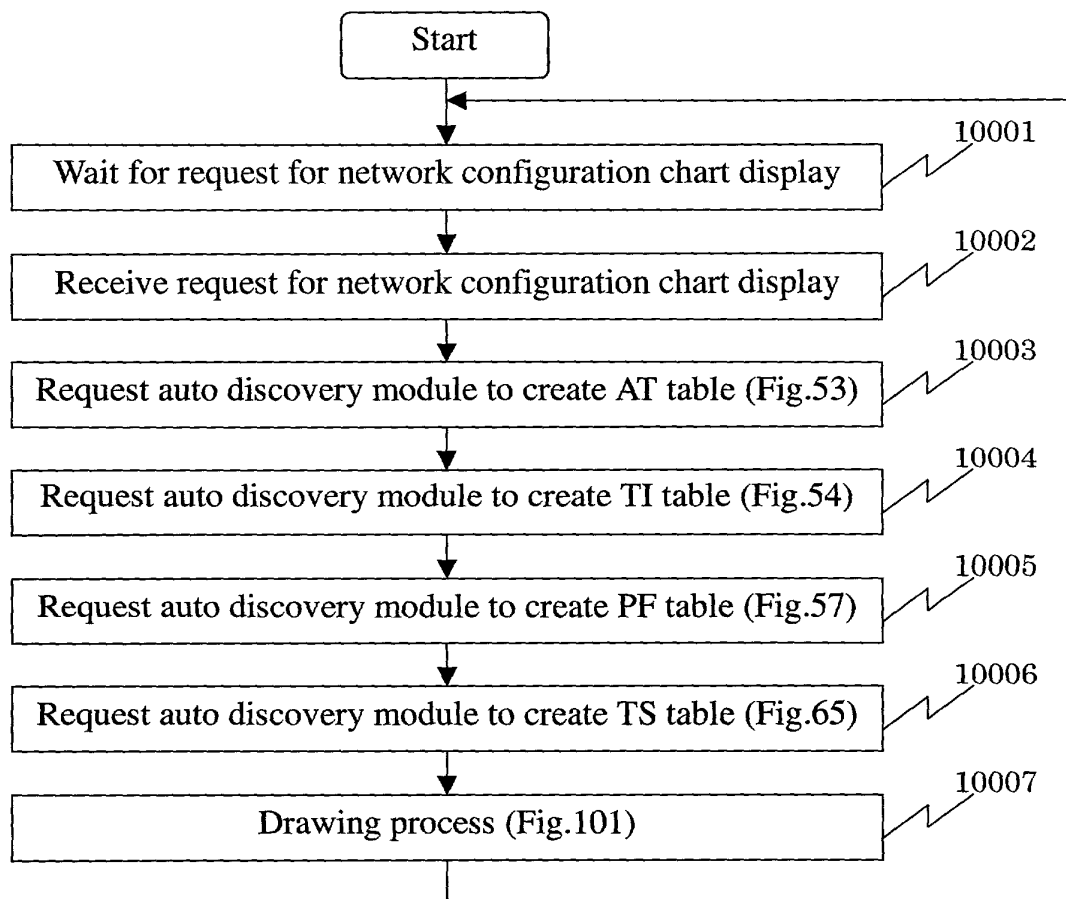 Start
10001
Wait for request for network configuration chart display
10002
Receive request for network configuration chart display
10003
Request auto discovery module to create AT table (Fig.53)
10004
Request auto discovery module to create TI table (Fig.54)
10005
Request auto discovery module to create PF table (Fig.57)
10006
Request auto discovery module to create TS table (Fig.65)
10007
Drawing process (Fig.101)